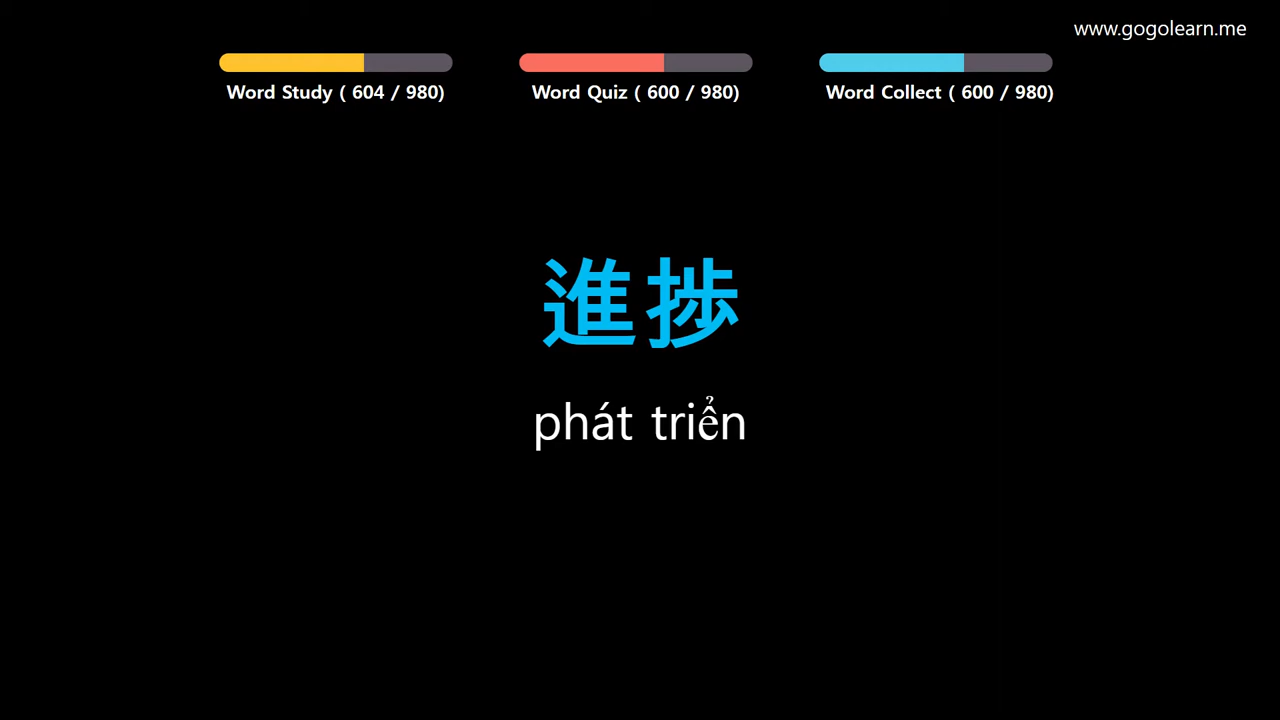 www.gogolearn.me
Word Study ( 604 / 980)
Word Quiz ( 600 / 980)
Word Collect ( 600 / 980)
進捗
phát triển